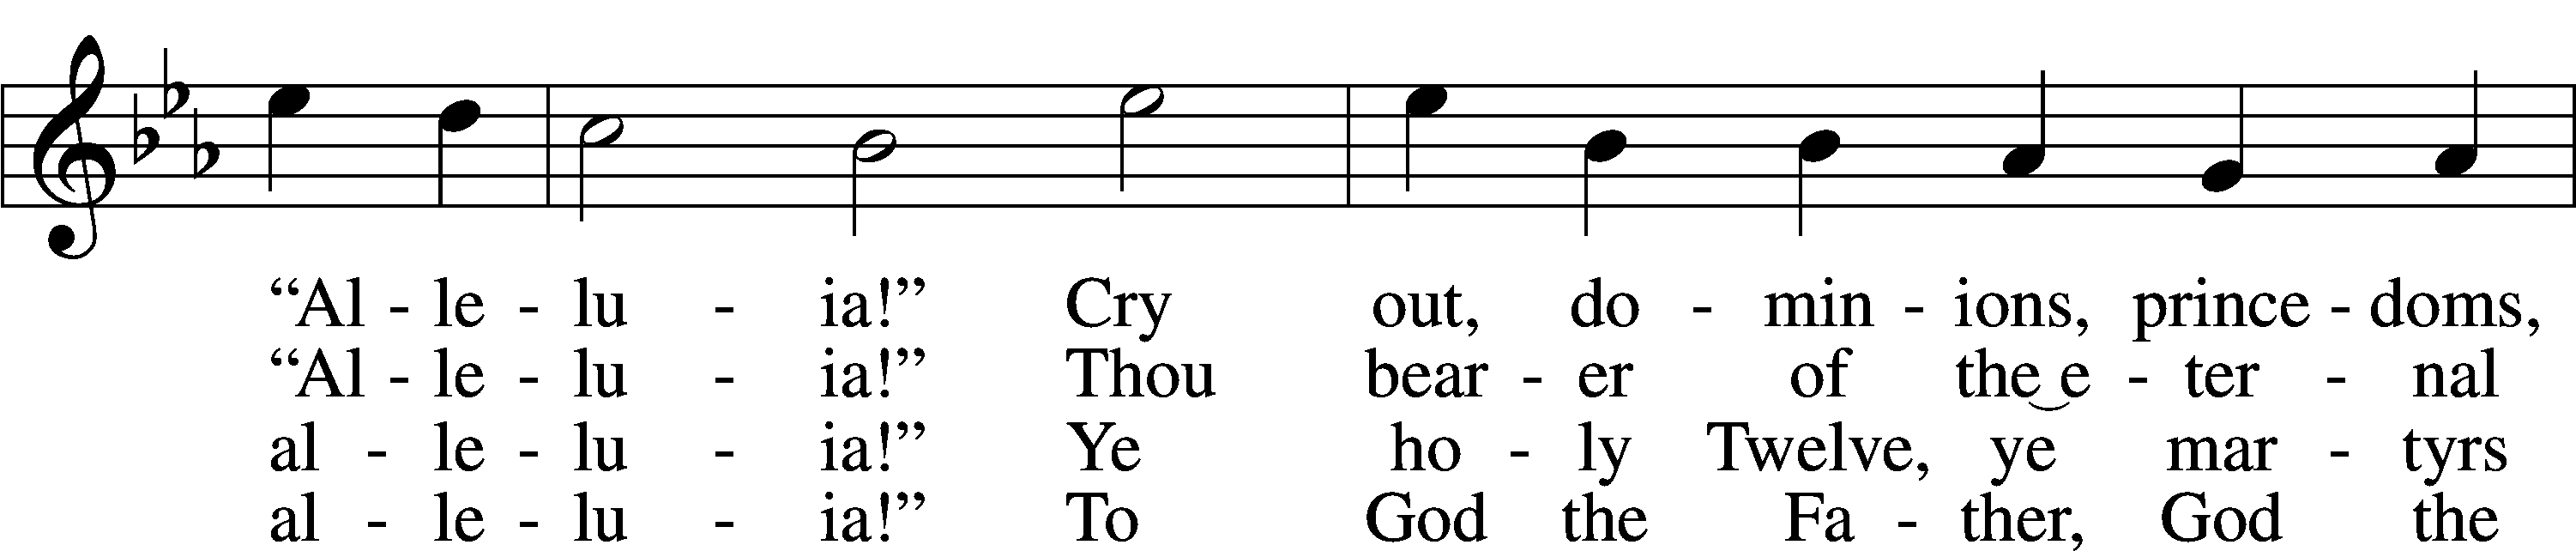 “Al - le - lu - ia!” Cry out, do - min - ions, prince - doms,
“Al - le - lu - ia!” Thou bear - er of the e - ter - nal
al - le - lu - ia!” Ye ho - ly Twelve, ye mar - tyrs
al - le - lu - ia!” To God the Fa - ther, God the